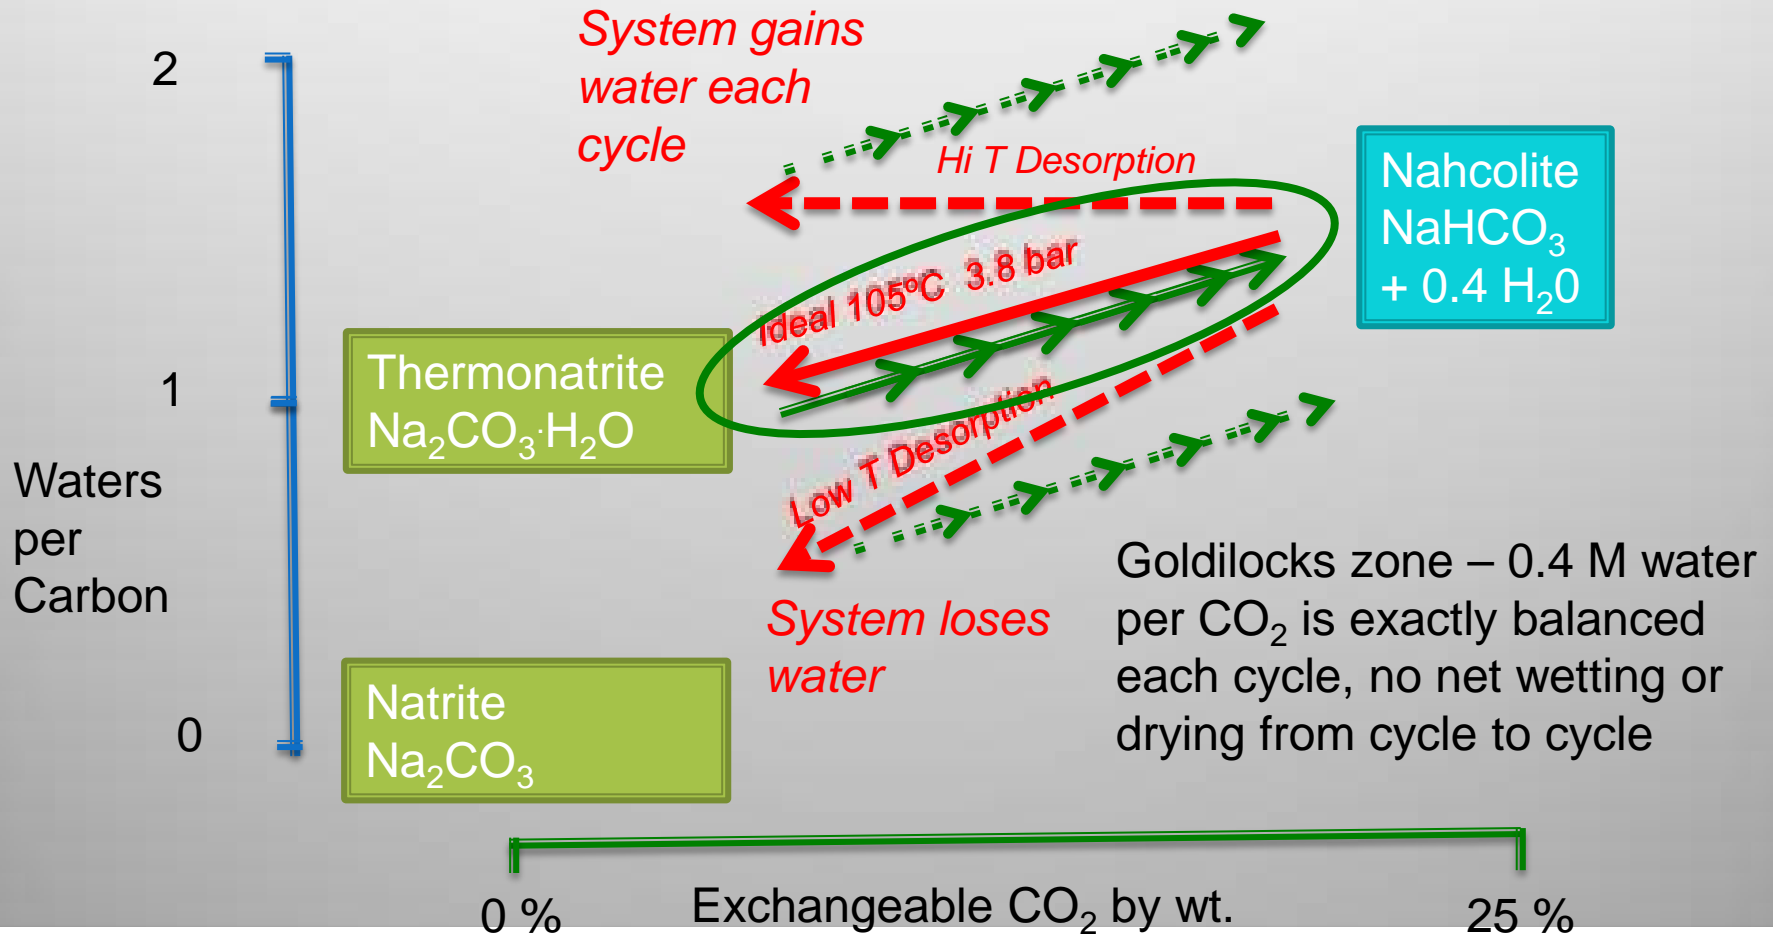 System gains
water each
cycle
2
1
0
Waters
per
Carbon
Hi T Desorption
Ideal 105ºC 3.8 bar
Low T Desorption
Nahcolite
NaHCO₃
+ 0.4 H₂0
Thermonatrite
Na₂CO₃·H₂O
Natrite
Na₂CO₃
System loses
water
Goldilocks zone – 0.4 M water
per CO₂ is exactly balanced
each cycle, no net wetting or
drying from cycle to cycle
0 %
Exchangeable CO₂ by wt.
25 %